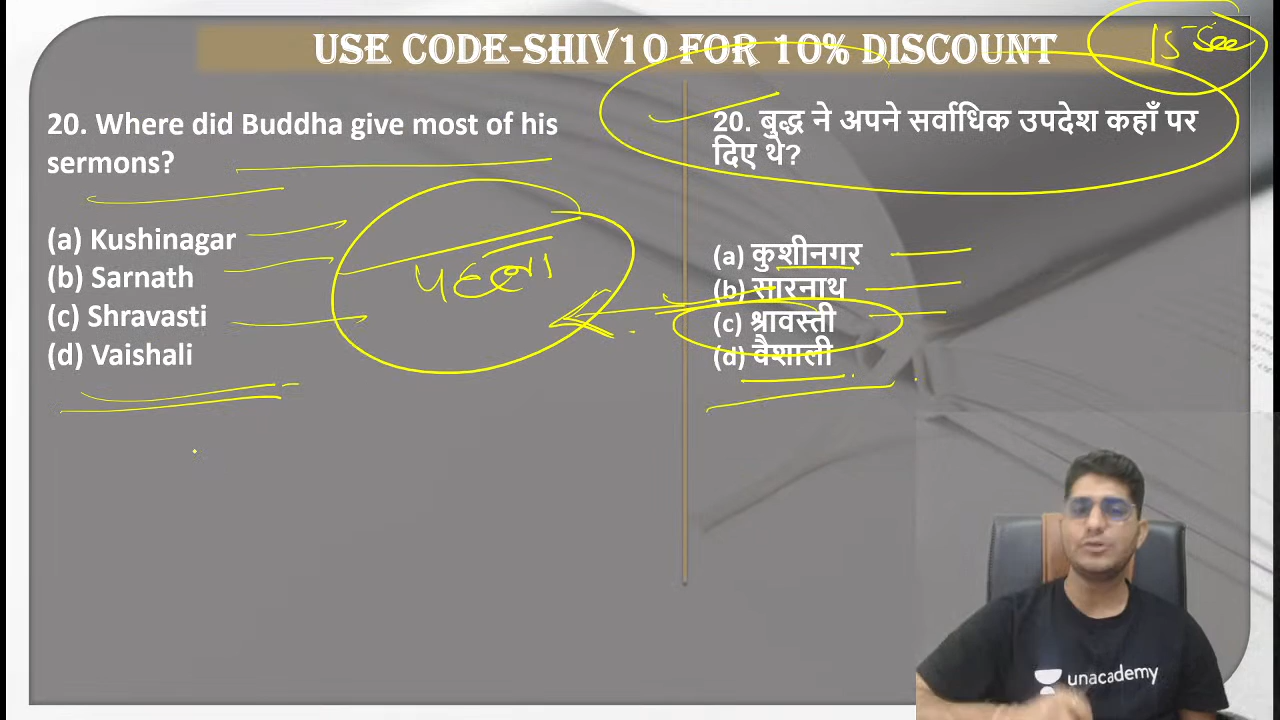 USE CODE-SHIV10 FOR 10% DISCOUNT
15 Sec
20. Where did Buddha give most of his
sermons?
(a) Kushinagar
(b) Sarnath
(c) Shravasti
(d) Vaishali
पहला
20. बुद्ध ने अपने सर्वाधिक उपदेश कहाँ पर
दिए थे?
(a) कुशीनगर
(b) सारनाथ
(c) श्रावस्ती
(d) वैशाली
unacademy